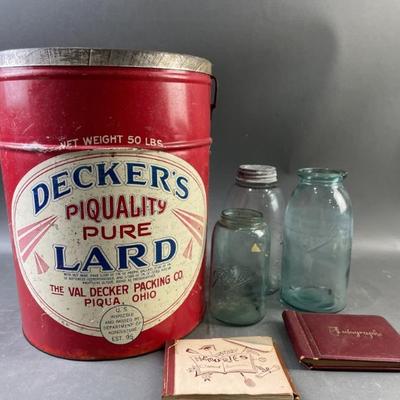 NET WEIGHT 50 LBS.
DECKER'S
PIQUALITY
PURE
LARD
THE VAL DECKER PACKING CO.
PIQUA, OHIO
U.S.
INSPECTED
AND PASSED BY
DEPARTMENT OF
AGRICULTURE
EST. 95
Ball
Autographs